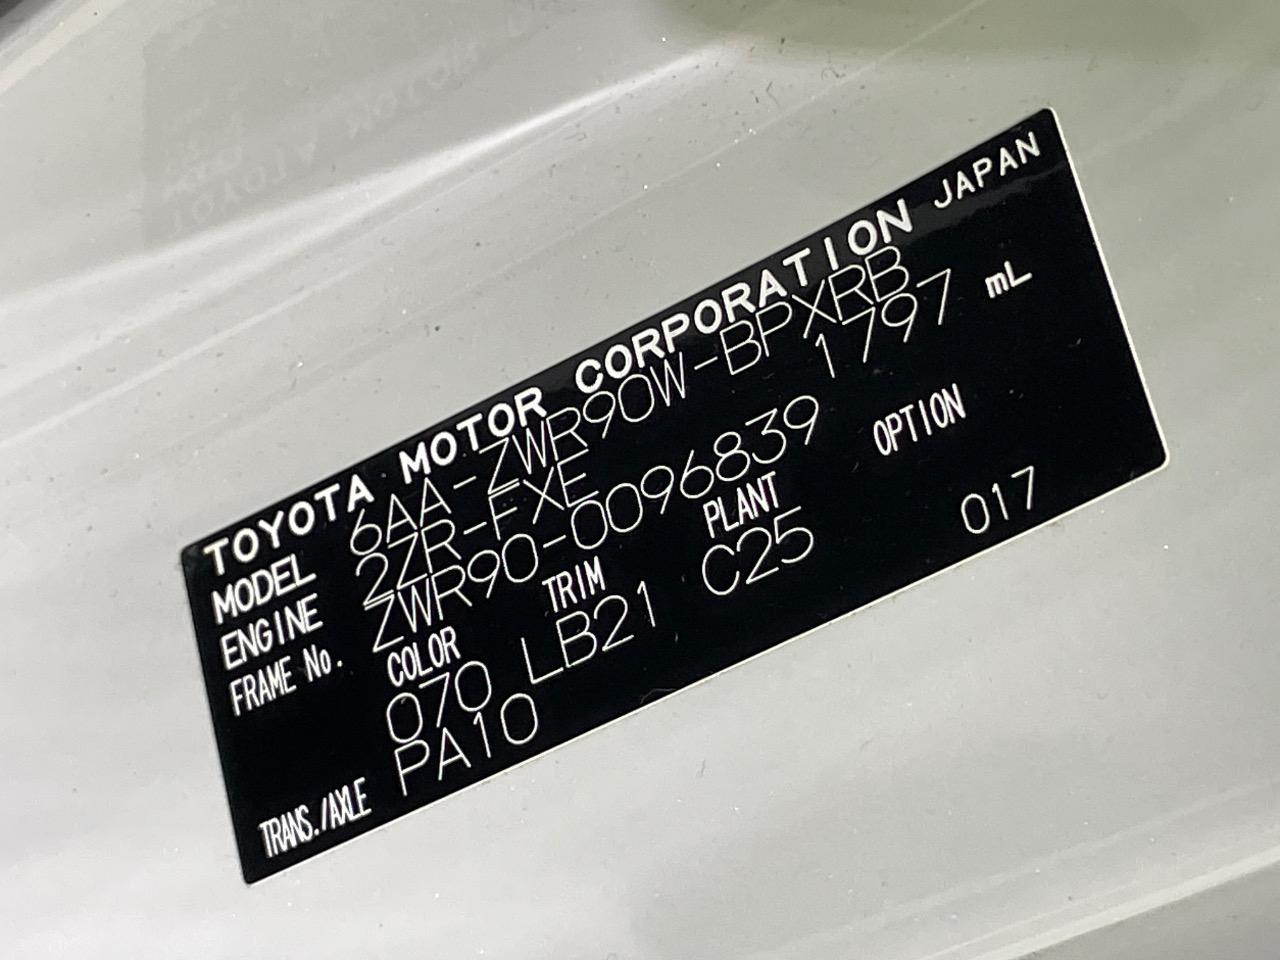 TOYOTA MOTOR CORPORATION JAPAN
MODEL 6AA-ZWR90W-BPXRB
ENGINE 2ZR-FXE 1797 mL
FRAME No. ZWR90-0096839
COLOR TRIM PLANT OPTION
070 LB21 C25 017
TRANS./AXLE PA10